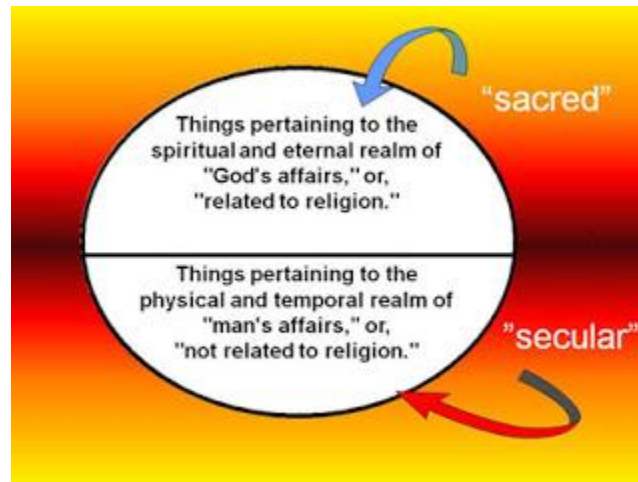 "sacred"
Things pertaining to the
spiritual and eternal realm of
"God's affairs," or,
"related to religion."
Things pertaining to the
physical and temporal realm of
"man's affairs," or,
"not related to religion."
"secular"